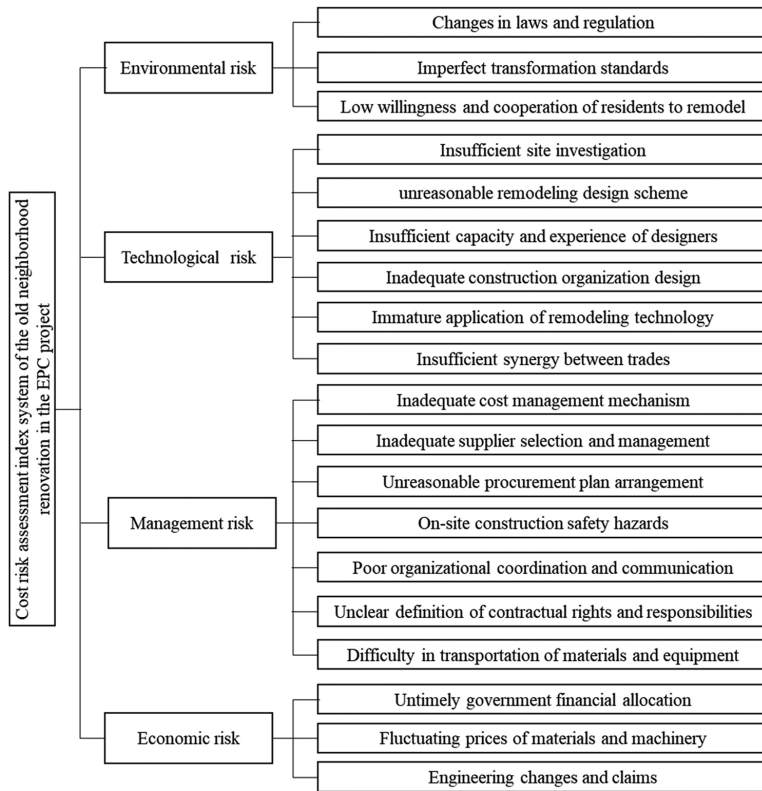 Cost risk assessment index system of the old neighborhood
renovation in the EPC project
Environmental risk
Changes in laws and regulation
Imperfect transformation standards
Low willingness and cooperation of residents to remodel
Technological risk
Insufficient site investigation
unreasonable remodeling design scheme
Insufficient capacity and experience of designers
Inadequate construction organization design
Immature application of remodeling technology
Insufficient synergy between trades
Management risk
Inadequate cost management mechanism
Inadequate supplier selection and management
Unreasonable procurement plan arrangement
On-site construction safety hazards
Poor organizational coordination and communication
Unclear definition of contractual rights and responsibilities
Difficulty in transportation of materials and equipment
Economic risk
Untimely government financial allocation
Fluctuating prices of materials and machinery
Engineering changes and claims